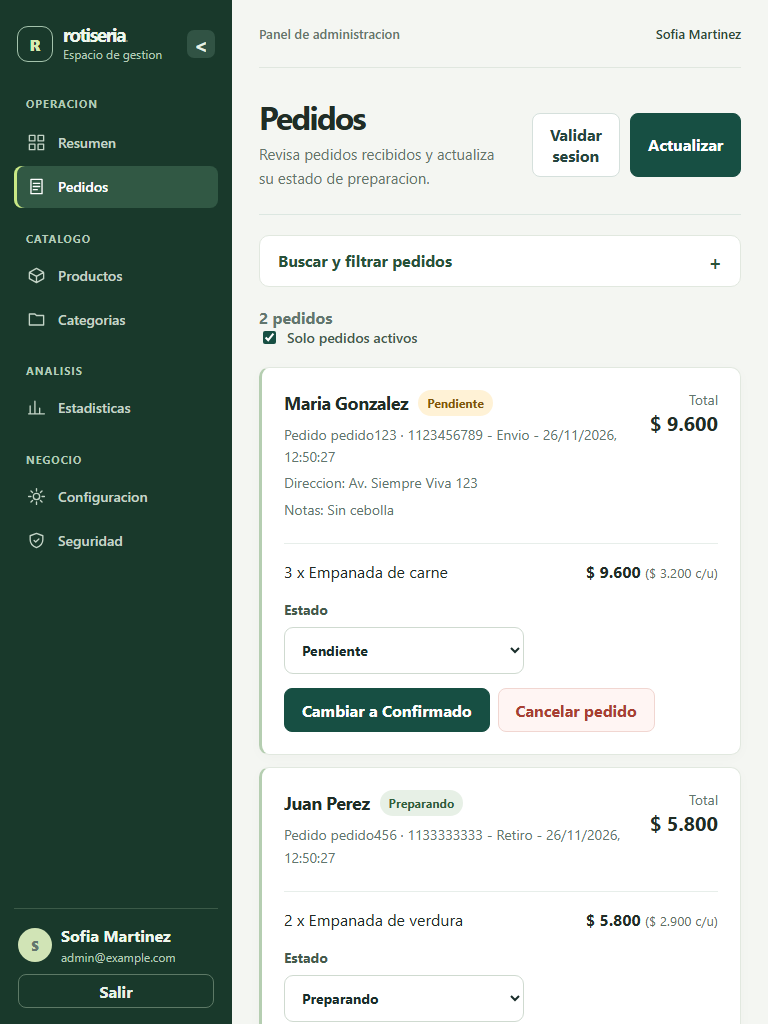 R
rotiseria
Espacio de gestion
<
OPERACION
Resumen
Pedidos
CATALOGO
Productos
Categorias
ANALISIS
Estadisticas
NEGOCIO
Configuracion
Seguridad
S
Sofia Martinez
admin@example.com
Salir
Panel de administracion
Sofia Martinez
Pedidos
Revisa pedidos recibidos y actualiza
su estado de preparacion.
Validar
sesion
Actualizar
Buscar y filtrar pedidos
+
2 pedidos
Solo pedidos activos
Maria Gonzalez Pendiente
Total
$ 9.600
Pedido pedido123 · 1123456789 - Envio - 26/11/2026,
12:50:27
Direccion: Av. Siempre Viva 123
Notas: Sin cebolla
3 x Empanada de carne $ 9.600 ($ 3.200 c/u)
Estado
Pendiente
Cambiar a Confirmado Cancelar pedido
Juan Perez Preparando
Total
$ 5.800
Pedido pedido456 · 1133333333 - Retiro - 26/11/2026,
12:50:27
2 x Empanada de verdura $ 5.800 ($ 2.900 c/u)
Estado
Preparando